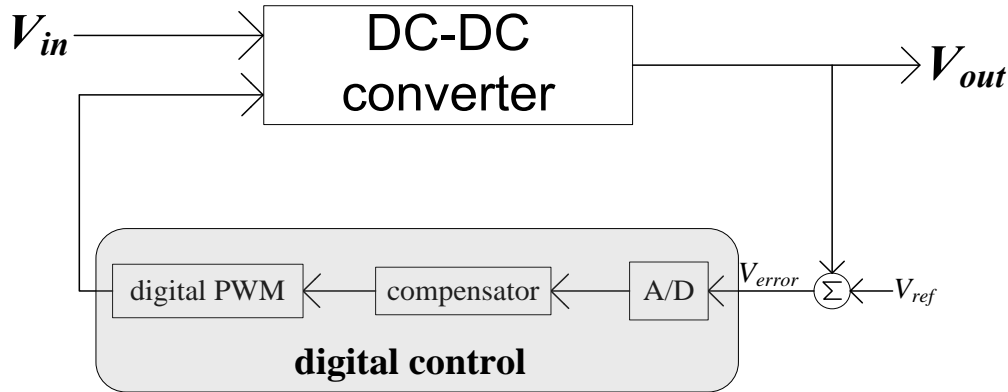 V_in
DC-DC
converter
V_out
digital PWM
compensator
A/D
V_error
Σ
V_ref
digital control